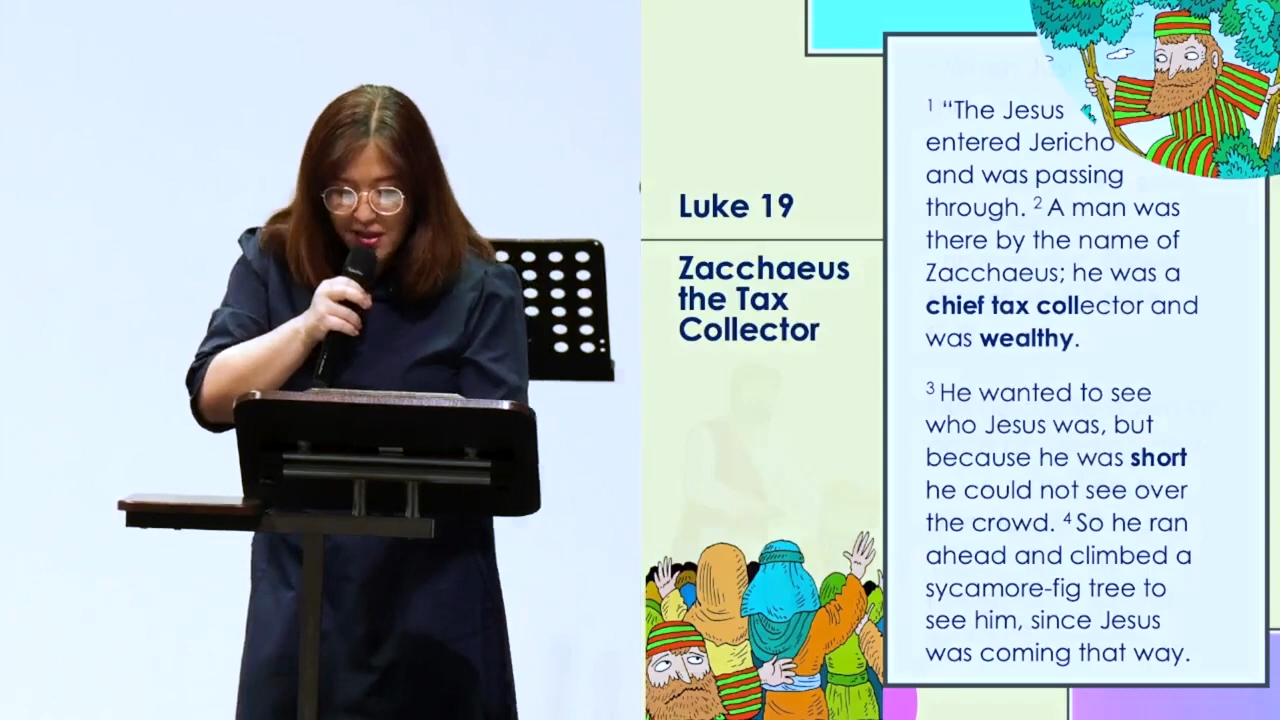 Luke 19
Zacchaeus
the Tax
Collector
1 “The Jesus
entered Jericho
and was passing
through. 2 A man was
there by the name of
Zacchaeus; he was a
chief tax collector and
was wealthy.
3 He wanted to see
who Jesus was, but
because he was short
he could not see over
the crowd. 4 So he ran
ahead and climbed a
sycamore-fig tree to
see him, since Jesus
was coming that way.